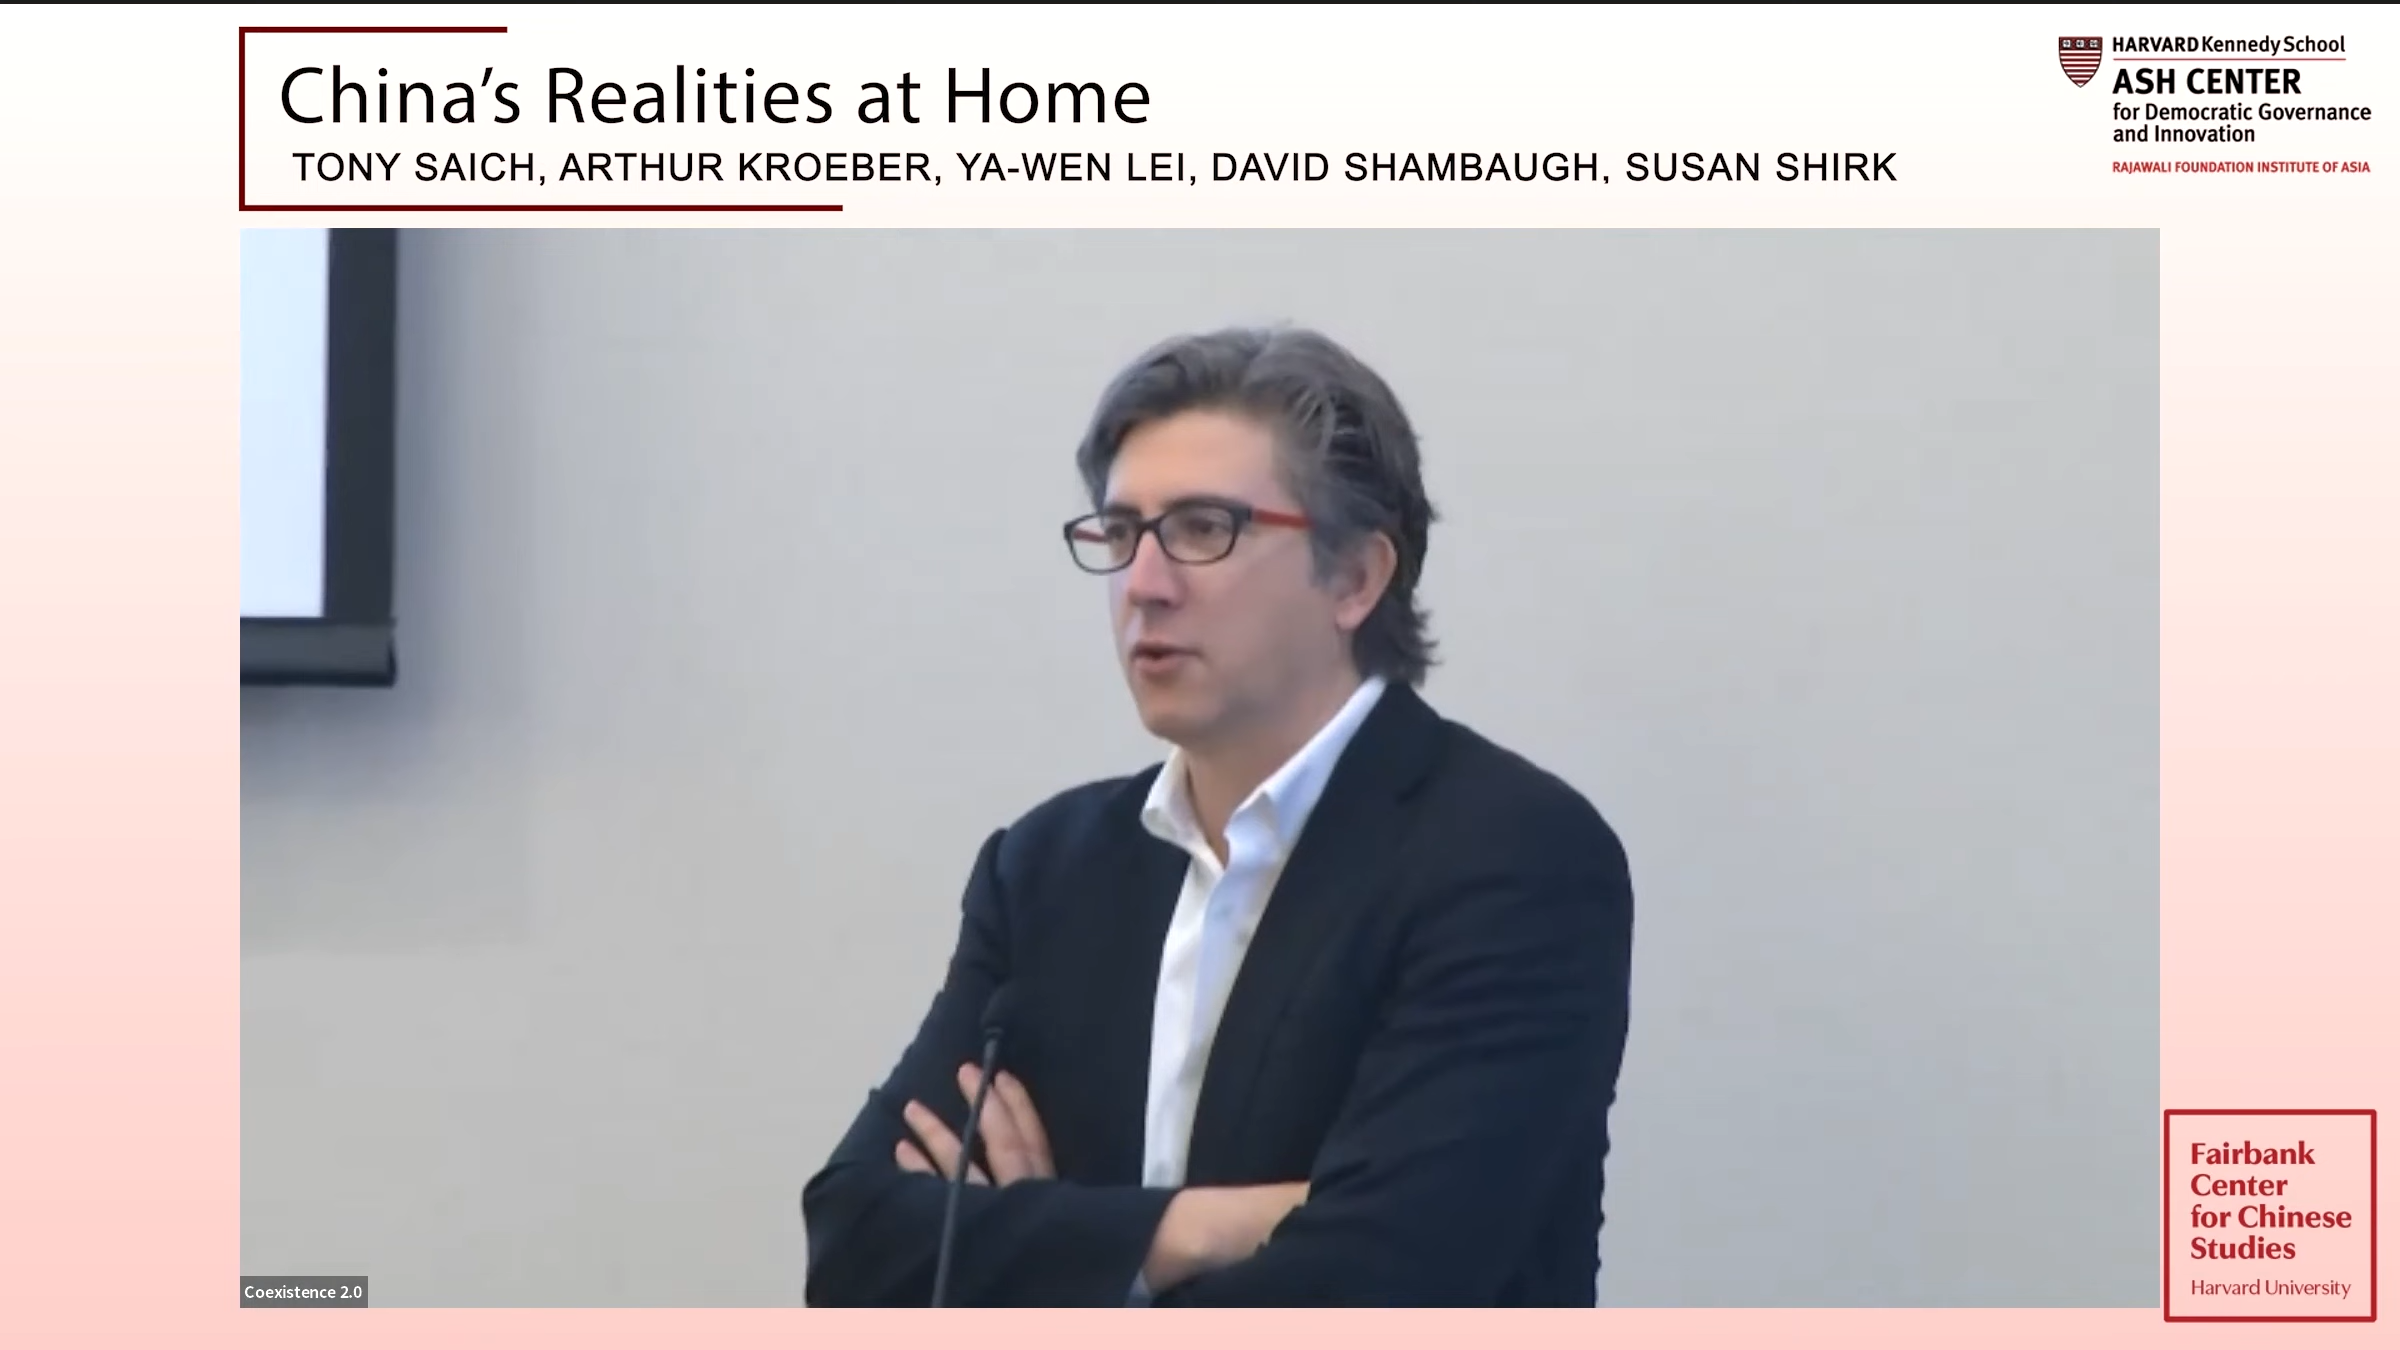 China’s Realities at Home
TONY SAICH, ARTHUR KROEBER, YA-WEN LEI, DAVID SHAMBAUGH, SUSAN SHIRK
HARVARD Kennedy School
ASH CENTER
for Democratic Governance
and Innovation
RAJAWALI FOUNDATION INSTITUTE OF ASIA
Coexistence 2.0
Fairbank
Center
for Chinese
Studies
Harvard University